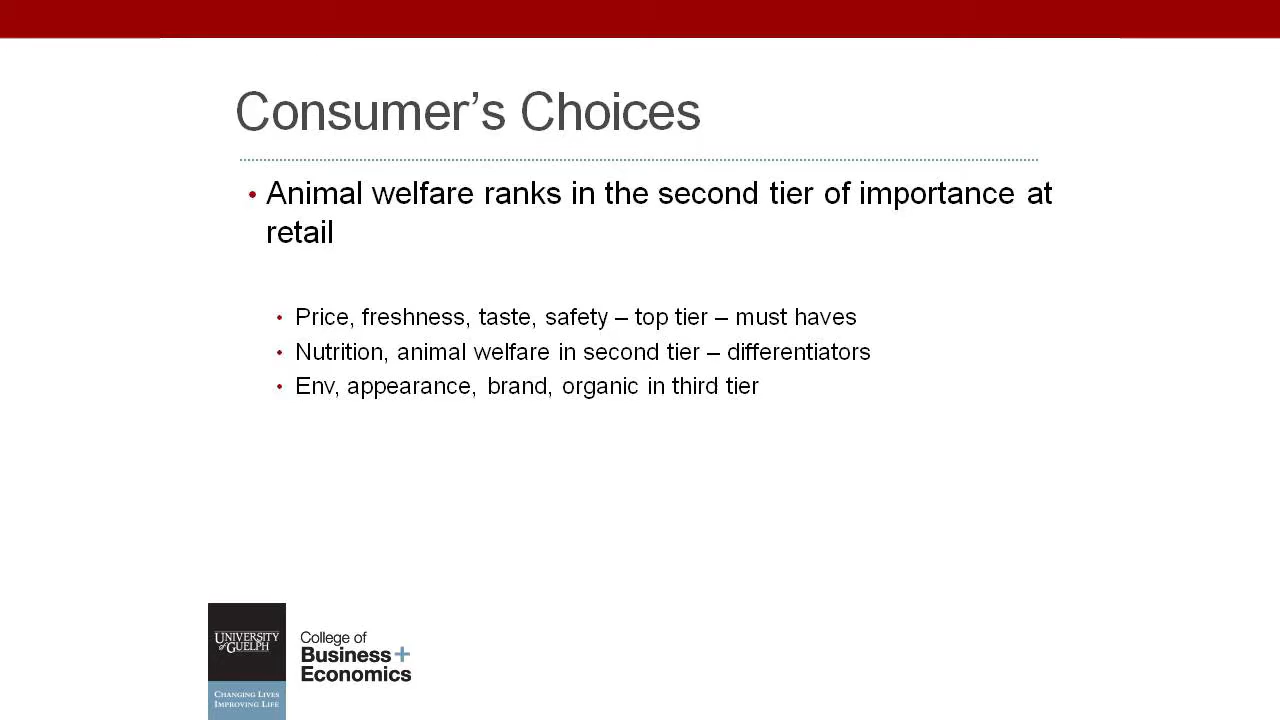 Consumer's Choices
• Animal welfare ranks in the second tier of importance at
retail
• Price, freshness, taste, safety – top tier – must haves
• Nutrition, animal welfare in second tier – differentiators
• Env, appearance, brand, organic in third tier
UNIVERSITY
of GUELPH
CHANGING LIVES
IMPROVING LIFE
College of
Business+
Economics